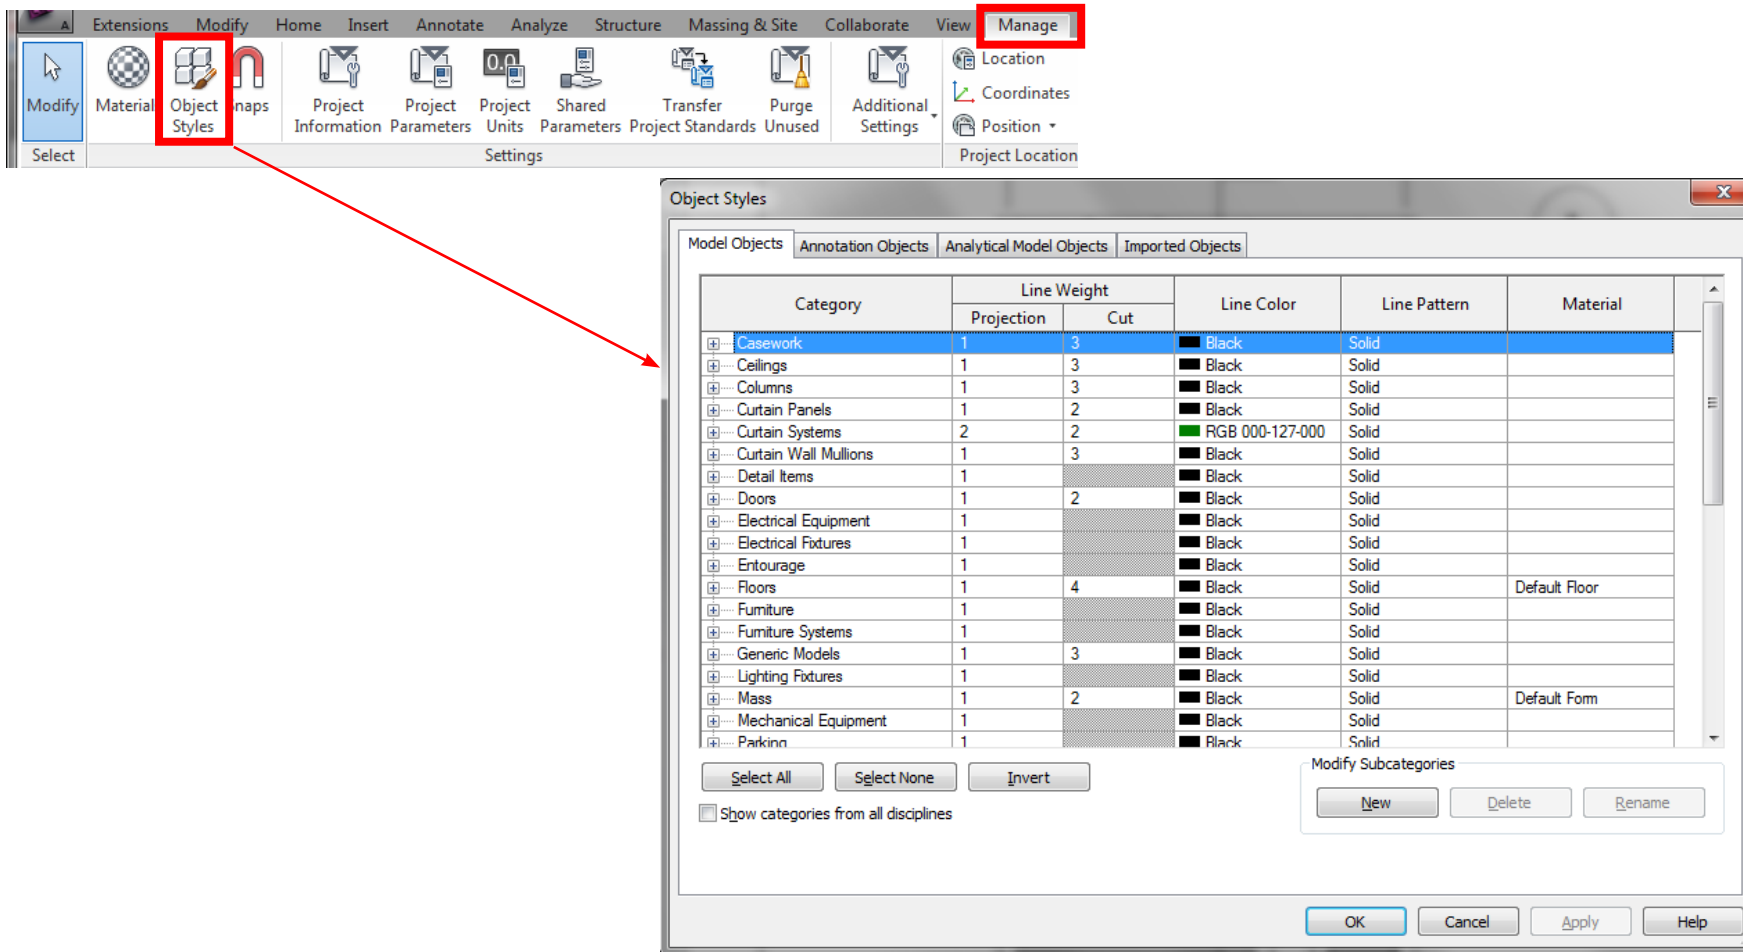 A
Extensions Modify Home Insert Annotate Analyze Structure Massing & Site Collaborate View Manage
Modify Material Object Styles Snaps Project Information Project Parameters 0.0 Project Units Shared Parameters Transfer Project Standards Purge Unused Additional Settings
Location
Coordinates
Position
Select Settings Project Location
Object Styles
Model Objects Annotation Objects Analytical Model Objects Imported Objects
Category Line Weight Line Color Line Pattern Material
Projection Cut
Casework 1 3 Black Solid
Ceilings 1 3 Black Solid
Columns 1 3 Black Solid
Curtain Panels 1 2 Black Solid
Curtain Systems 2 2 RGB 000-127-000 Solid
Curtain Wall Mullions 1 3 Black Solid
Detail Items 1 Black Solid
Doors 1 2 Black Solid
Electrical Equipment 1 Black Solid
Electrical Fixtures 1 Black Solid
Entourage 1 Black Solid
Floors 1 4 Black Solid Default Floor
Furniture 1 Black Solid
Furniture Systems 1 Black Solid
Generic Models 1 3 Black Solid
Lighting Fixtures 1 Black Solid
Mass 1 2 Black Solid Default Form
Mechanical Equipment 1 Black Solid
Parking 1 Black Solid
Select All Select None Invert
Modify Subcategories
New Delete Rename
Show categories from all disciplines
OK Cancel Apply Help